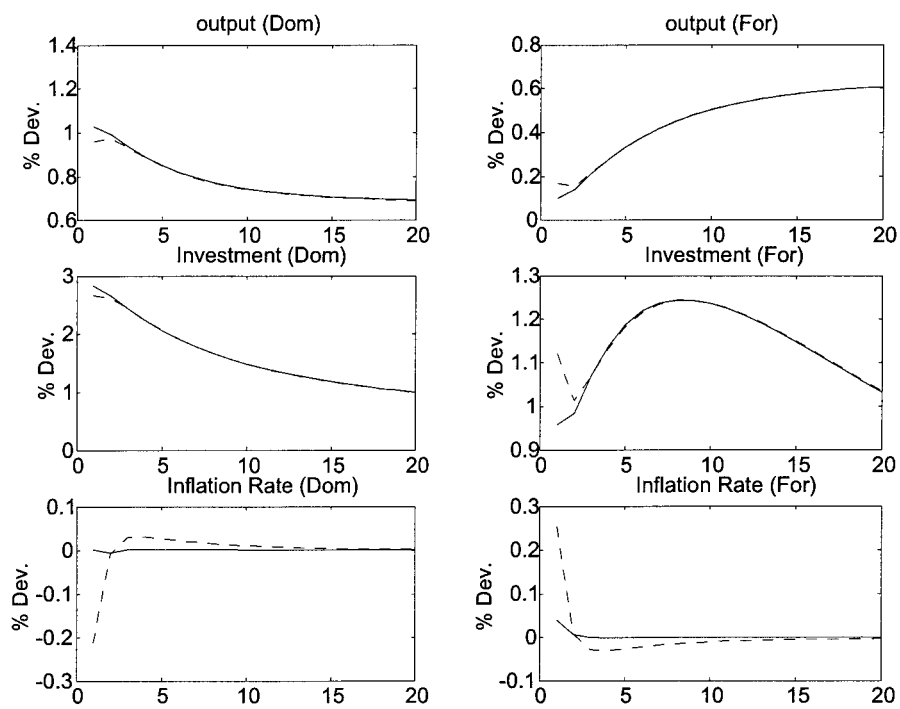 output (Dom)
1.4
1.2
1
0.8
0.6
% Dev.
0 5 10 15 20
output (For)
0.8
0.6
0.4
0.2
0
% Dev.
0 5 10 15 20
Investment (Dom)
3
2
1
0
% Dev.
0 5 10 15 20
Investment (For)
1.3
1.2
1.1
1
0.9
% Dev.
0 5 10 15 20
Inflation Rate (Dom)
0.1
0
-0.1
-0.2
-0.3
% Dev.
0 5 10 15 20
Inflation Rate (For)
0.3
0.2
0.1
0
-0.1
% Dev.
0 5 10 15 20